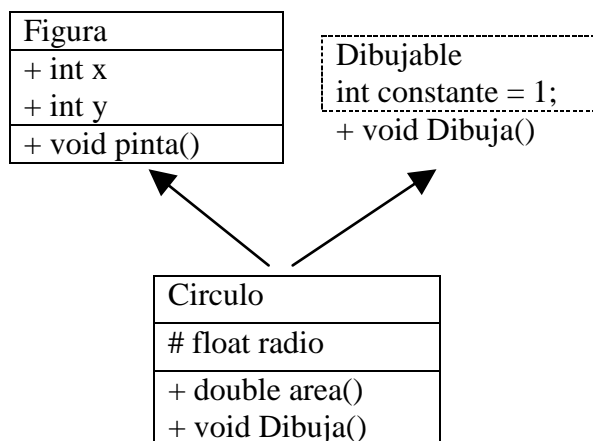 Figura
+ int x
+ int y
+ void pinta()
Dibujable
int constante = 1;
+ void Dibuja()
Circulo
# float radio
+ double area()
+ void Dibuja()